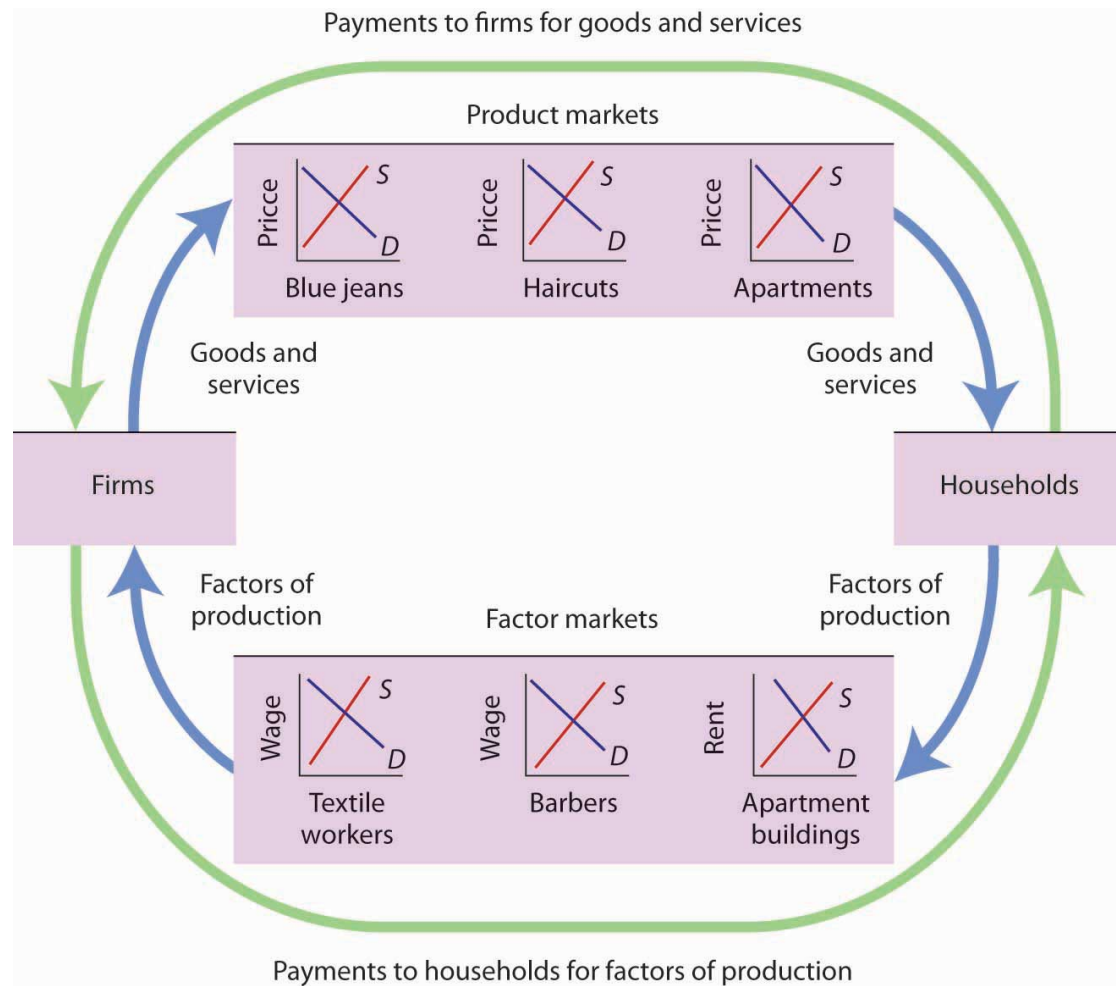 Payments to firms for goods and services
Product markets
Pricce
S
D
Blue jeans
Pricce
S
D
Haircuts
Pricce
S
D
Apartments
Goods and
services
Goods and
services
Firms
Households
Factors of
production
Factors of
production
Factor markets
Wage
S
D
Textile
workers
Wage
S
D
Barbers
Rent
S
D
Apartment
buildings
Payments to households for factors of production